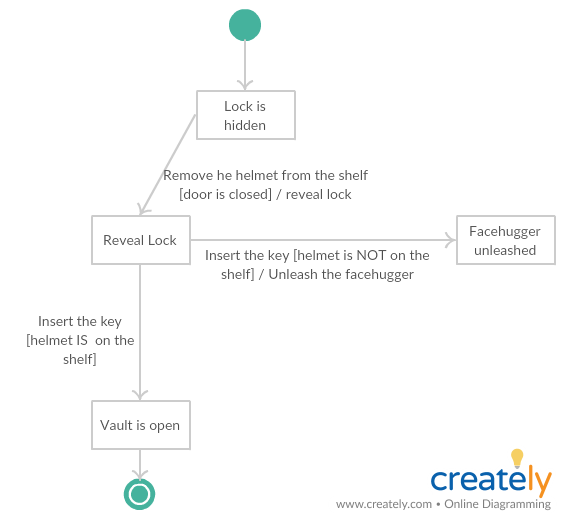 Lock is
hidden
Remove he helmet from the shelf
[door is closed] / reveal lock
Reveal Lock
Facehugger
unleashed
Insert the key [helmet is NOT on the
shelf] / Unleash the facehugger
Insert the key
[helmet IS  on the
shelf]
Vault is open
creately
www.creately.com • Online Diagramming